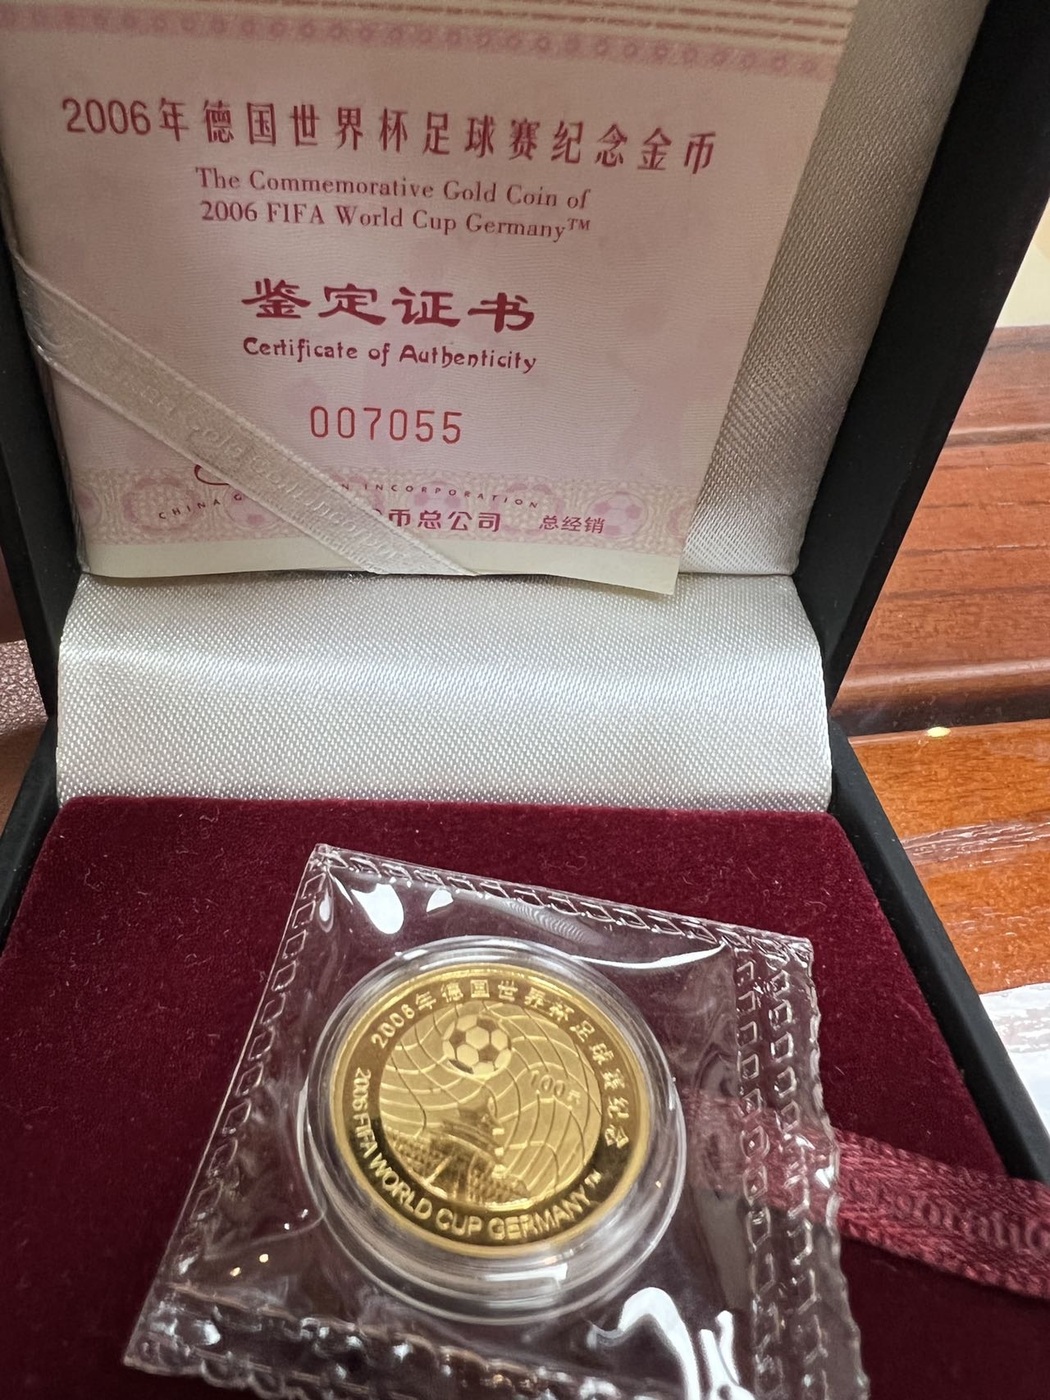 2006年德国世界杯足球赛纪念金币
The Commemorative Gold Coin of
2006 FIFA World Cup Germany™
鉴定证书
Certificate of Authenticity
007055
CHINA G N INCORPORATION
币总公司 总经销
2006年德国世界杯足球赛纪念
100元
2006 FIFA WORLD CUP GERMANY™